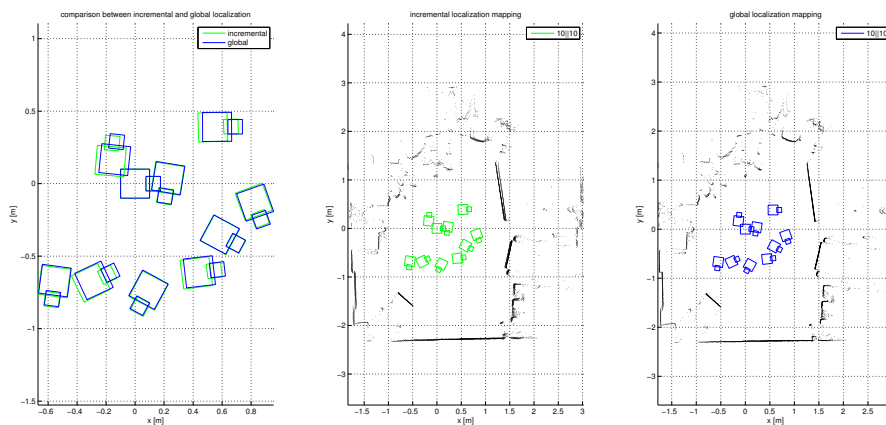 comparison between incremental and global localization
incremental
global
1
0.5
0
−0.5
−1
−1.5
−0.6 −0.4 −0.2 0 0.2 0.4 0.6 0.8
x [m]
y [m]
incremental localization mapping
10||10
4
3
2
1
0
−1
−2
−3
−1.5 −1 −0.5 0 0.5 1 1.5 2 2.5 3
x [m]
y [m]
global localization mapping
10||10
4
3
2
1
0
−1
−2
−3
−1.5 −1 −0.5 0 0.5 1 1.5 2 2.5 3
x [m]
y [m]